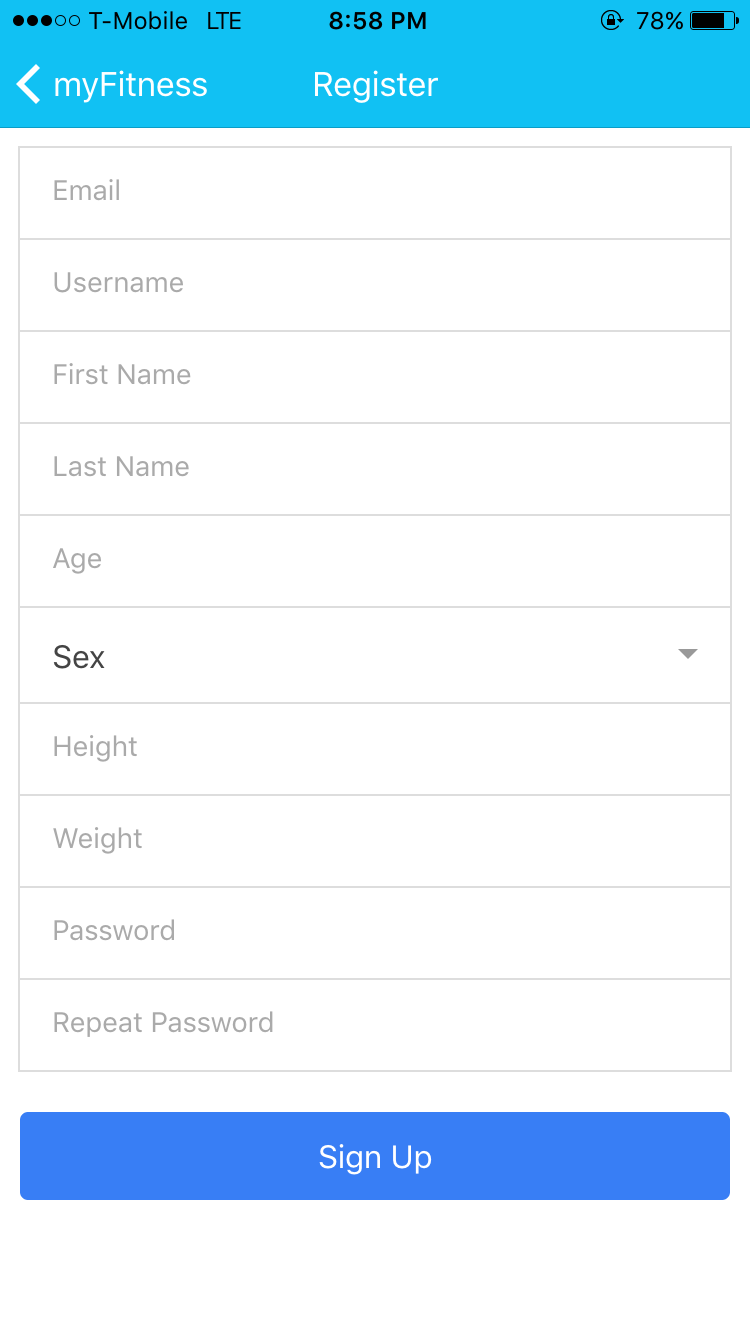 T-Mobile LTE 8:58 PM 78%
myFitness Register
Email
Username
First Name
Last Name
Age
Sex
Height
Weight
Password
Repeat Password
Sign Up